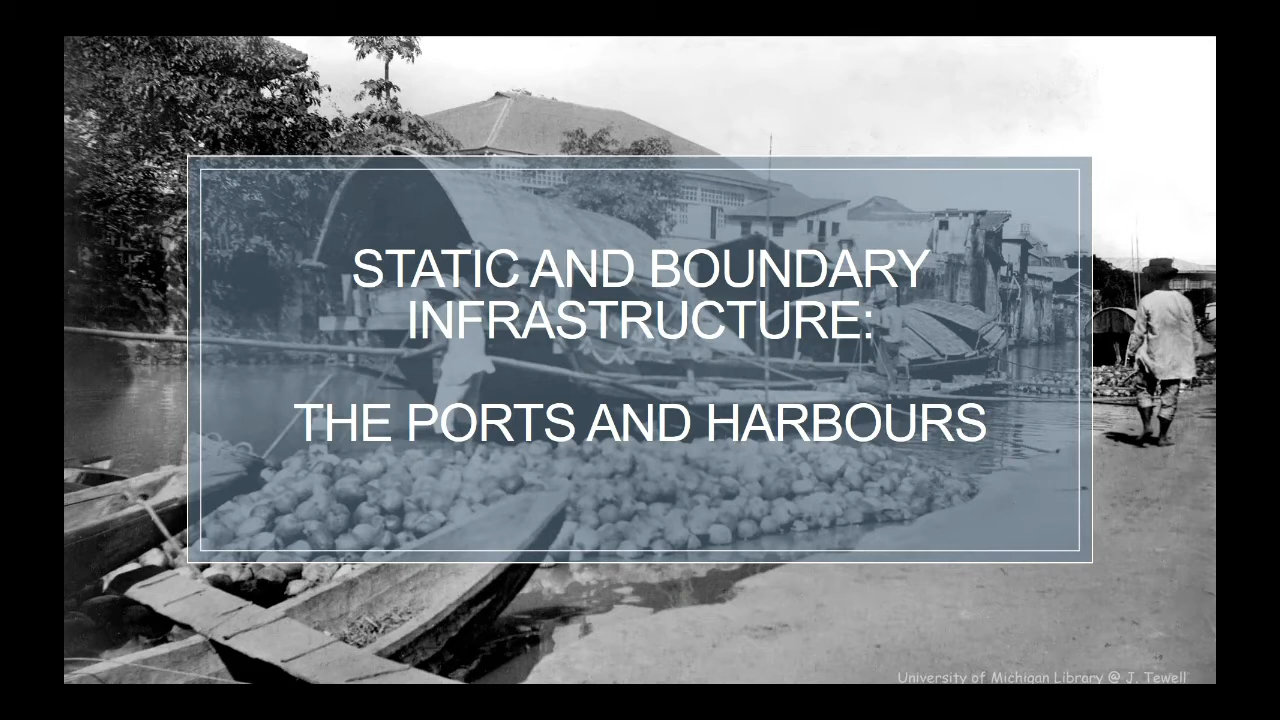 STATIC AND BOUNDARY
INFRASTRUCTURE:
THE PORTS AND HARBOURS
University of Michigan Library @ J. Tewell